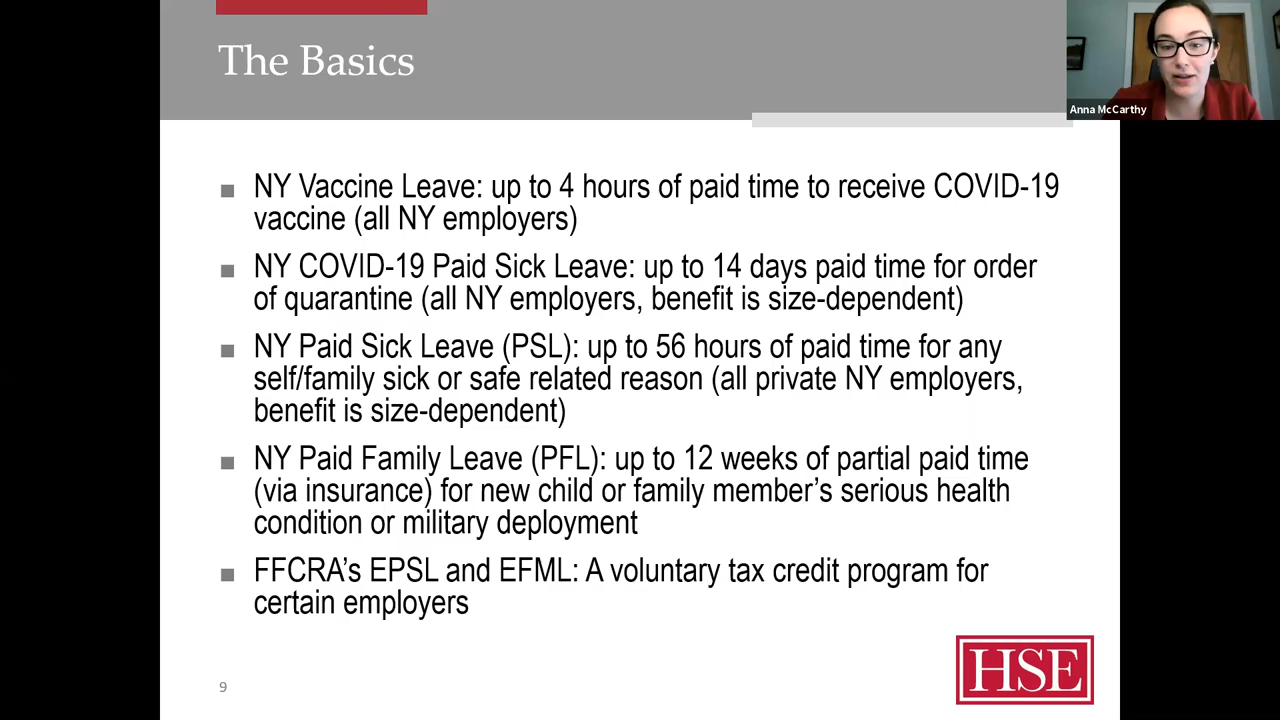 The Basics
Anna McCarthy
■ NY Vaccine Leave: up to 4 hours of paid time to receive COVID-19
vaccine (all NY employers)
■ NY COVID-19 Paid Sick Leave: up to 14 days paid time for order
of quarantine (all NY employers, benefit is size-dependent)
■ NY Paid Sick Leave (PSL): up to 56 hours of paid time for any
self/family sick or safe related reason (all private NY employers,
benefit is size-dependent)
■ NY Paid Family Leave (PFL): up to 12 weeks of partial paid time
(via insurance) for new child or family member’s serious health
condition or military deployment
■ FFCRA’s EPSL and EFML: A voluntary tax credit program for
certain employers
HSE
9